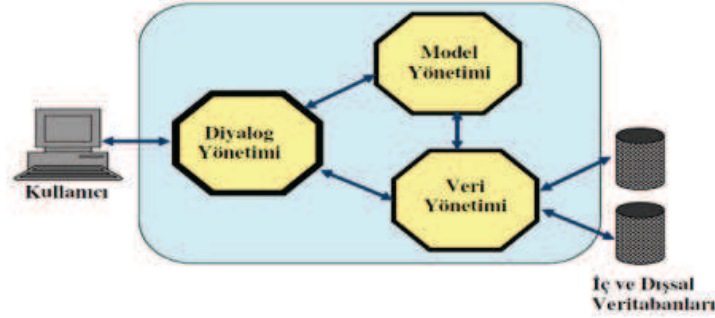 Model
Yönetimi
Diyalog
Yönetimi
Kullanıcı
Veri
Yönetimi
İç ve Dışsal
Veritabanları